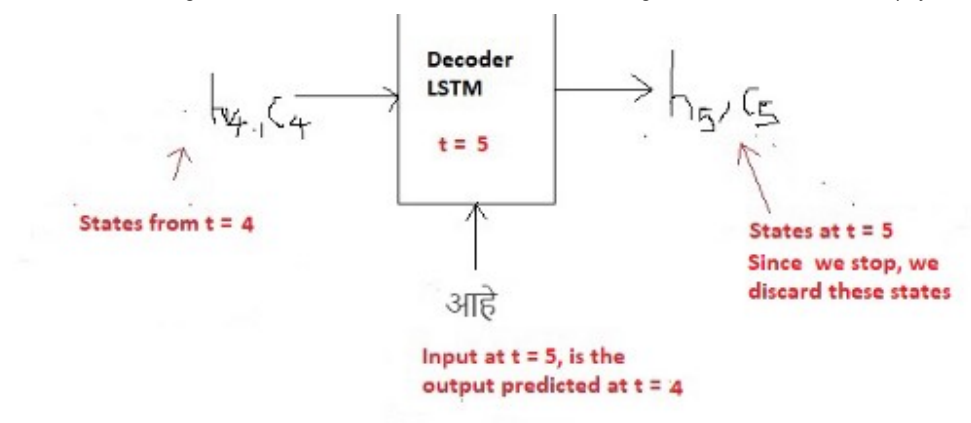 Decoder
LSTM
t = 5
h4, C4
h5, C5
States from t = 4
States at t = 5
Since we stop, we
discard these states
आहे
Input at t = 5, is the
output predicted at t = 4